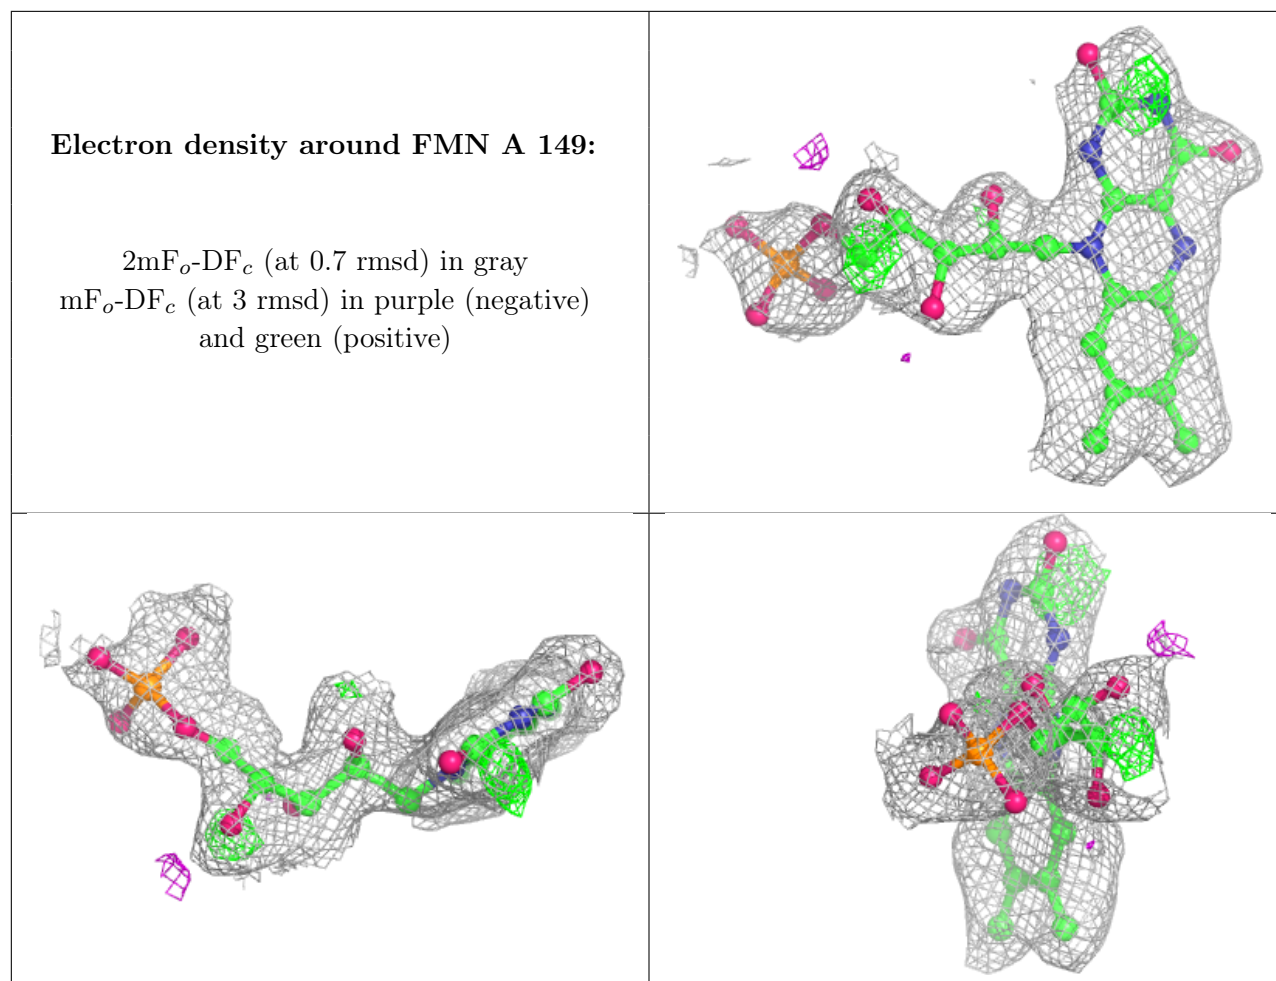 Electron density around FMN A 149:
2mFo-DFc (at 0.7 rmsd) in gray
mFo-DFc (at 3 rmsd) in purple (negative)
and green (positive)